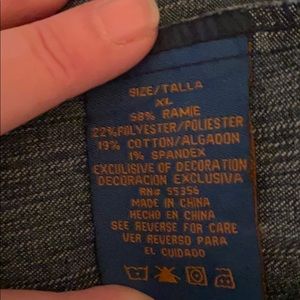 SIZE/TALLA
XL
58% RAMIE
22% POLYESTER/POLIESTER
19% COTTON/ALGADON
1% SPANDEX
EXCULISIVE OF DECORATION
DECORACION EXCLUSIVA
RN# 55356
MADE IN CHINA
HECHO EN CHINA
SEE REVERSE FOR CARE
VER REVERSO PARA
EL CUIDADO